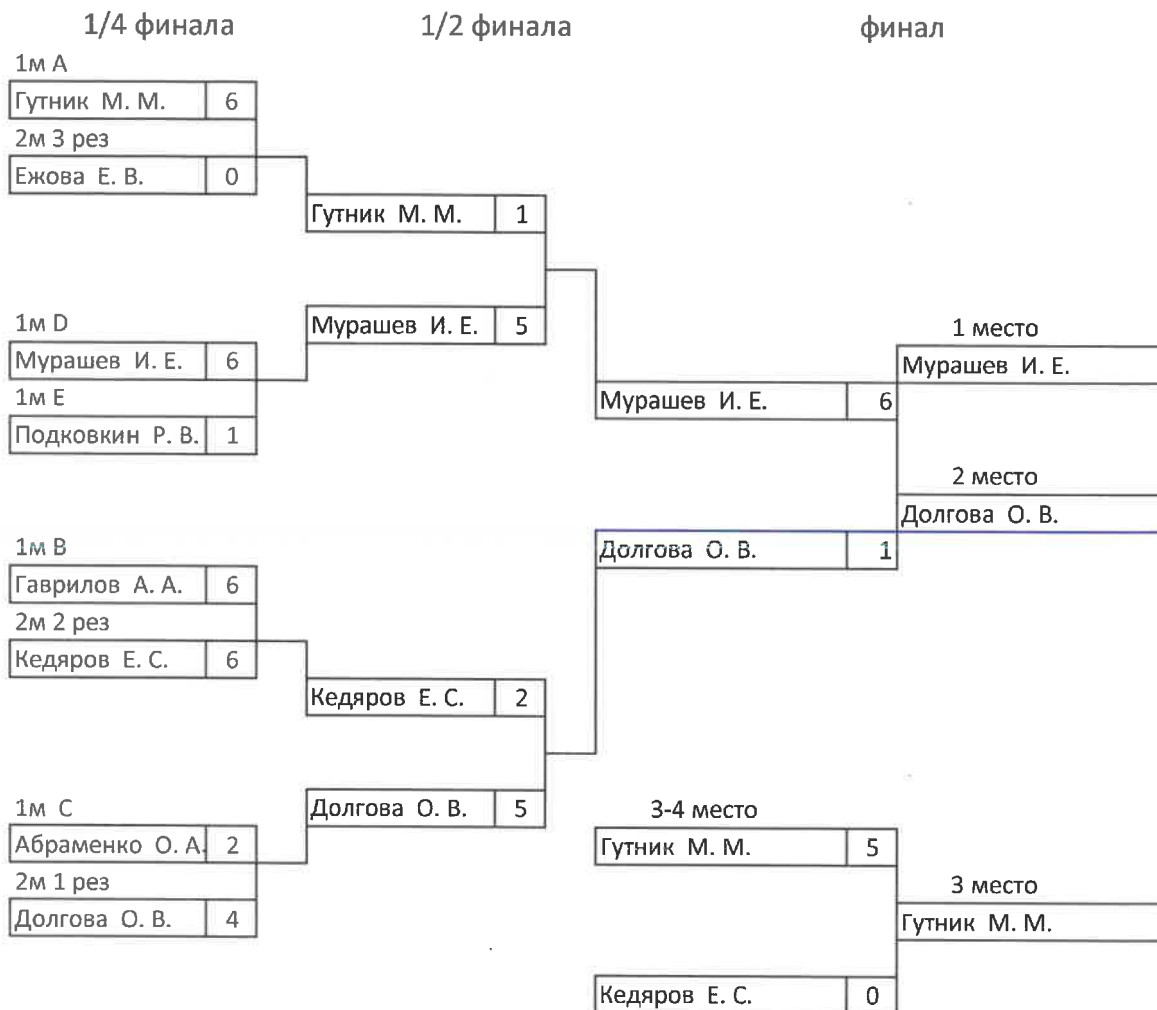 1/4 финала 1/2 финала финал
1м А
Гутник М. М. 6
2м 3 рез
Ежова Е. В. 0
Гутник М. М. 1
Мурашев И. Е. 5
1м D
Мурашев И. Е. 6
1м Е
Подковкин Р. В. 1
Мурашев И. Е. 6
1 место
Мурашев И. Е.
2 место
Долгова О. В.
Долгова О. В. 1
1м В
Гаврилов А. А. 6
2м 2 рез
Кедяров Е. С. 6
Кедяров Е. С. 2
Долгова О. В. 5
1м С
Абраменко О. А. 2
2м 1 рез
Долгова О. В. 4
3-4 место
Гутник М. М. 5
3 место
Гутник М. М.
Кедяров Е. С. 0